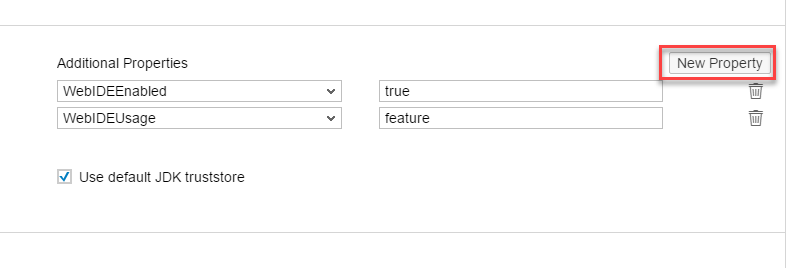 Additional Properties New Property
WebIDEEnabled true
WebIDEUsage feature
Use default JDK truststore